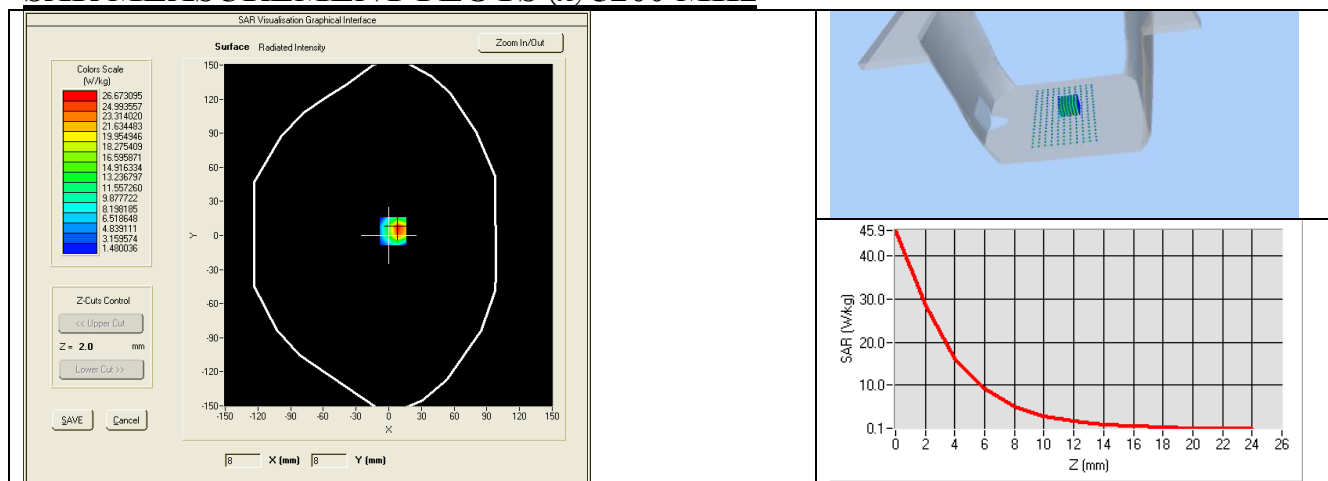 SAR MEASUREMENT PLOTS @ 5200 MHz
SAR Visualisation Graphical Interface
Surface Radiated Intensity
Zoom In/Out
Colors Scale
(W/kg)
26.673095
24.993557
23.314020
21.634483
19.954946
18.275409
16.595871
14.916334
13.236797
11.557260
9.877722
8.198185
6.518648
4.839111
3.159574
1.480036
Z-Cuts Control
<< Upper Cut
Z = 2.0 mm
Lower Cut >>
SAVE Cancel
150
120
90
60
30
0
-30
-60
-90
-120
-150
Y
-150 -120 -90 -60 -30 0 30 60 90 120 150
X
8 X (mm) 8 Y (mm)
45.9
40.0
30.0
20.0
10.0
0.1
SAR (W/kg)
0 2 4 6 8 10 12 14 16 18 20 22 24 26
Z (mm)